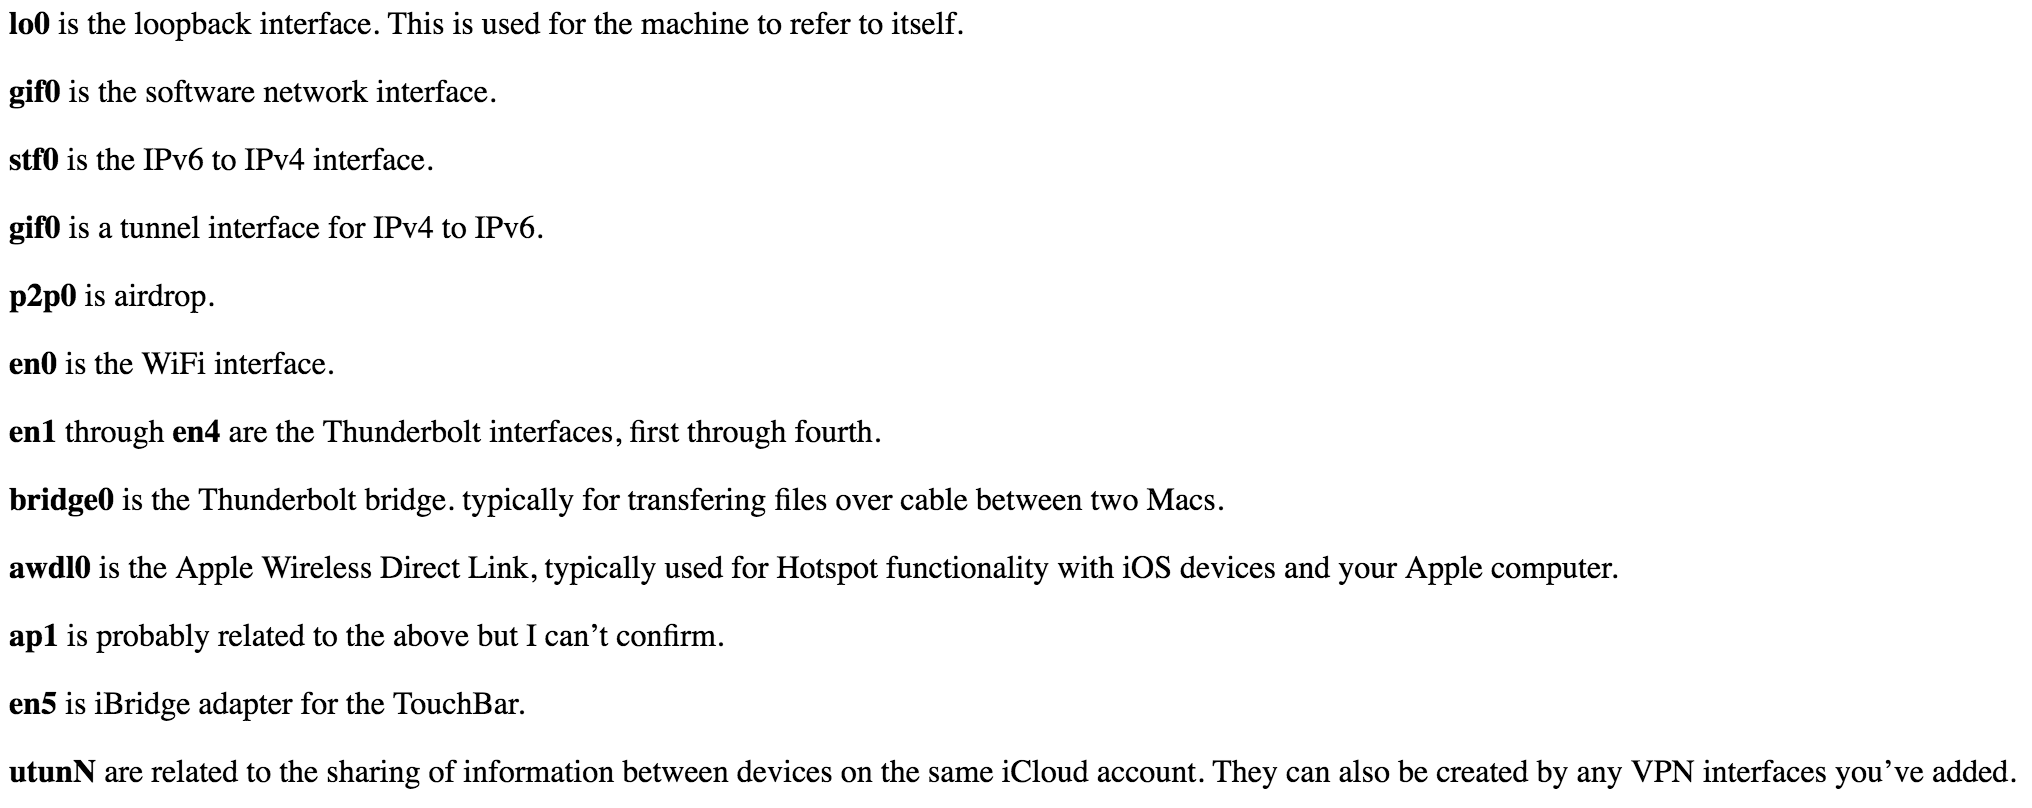 lo0 is the loopback interface. This is used for the machine to refer to itself.
gif0 is the software network interface.
stf0 is the IPv6 to IPv4 interface.
gif0 is a tunnel interface for IPv4 to IPv6.
p2p0 is airdrop.
en0 is the WiFi interface.
en1 through en4 are the Thunderbolt interfaces, first through fourth.
bridge0 is the Thunderbolt bridge. typically for transfering files over cable between two Macs.
awdl0 is the Apple Wireless Direct Link, typically used for Hotspot functionality with iOS devices and your Apple computer.
ap1 is probably related to the above but I can’t confirm.
en5 is iBridge adapter for the TouchBar.
utunN are related to the sharing of information between devices on the same iCloud account. They can also be created by any VPN interfaces you’ve added.